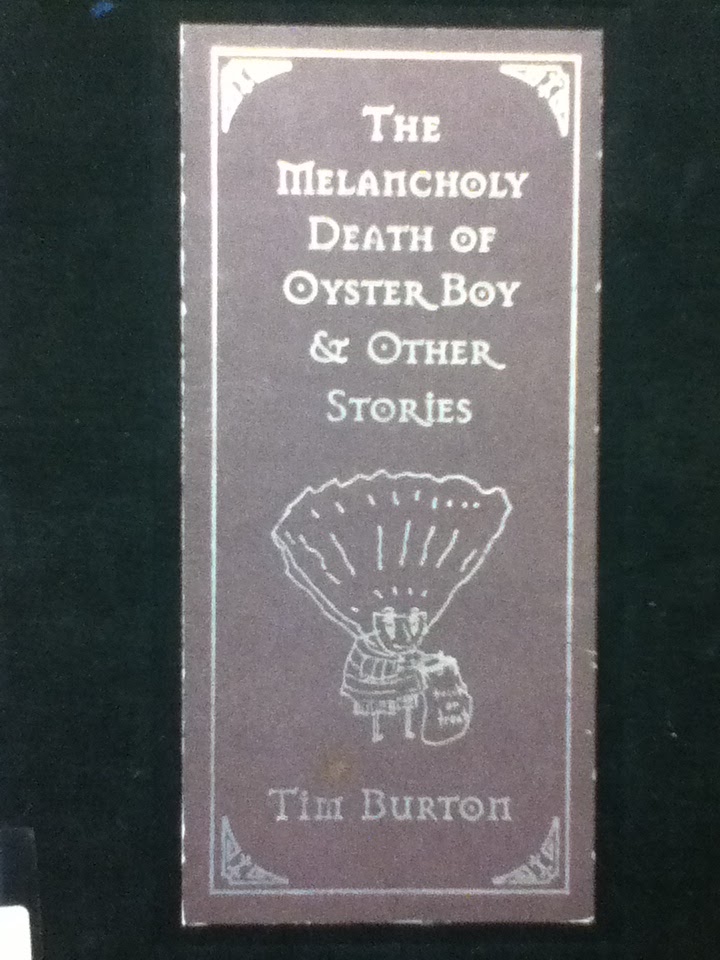 The
Melancholy
Death of
Oyster Boy
& Other
Stories
Tim Burton